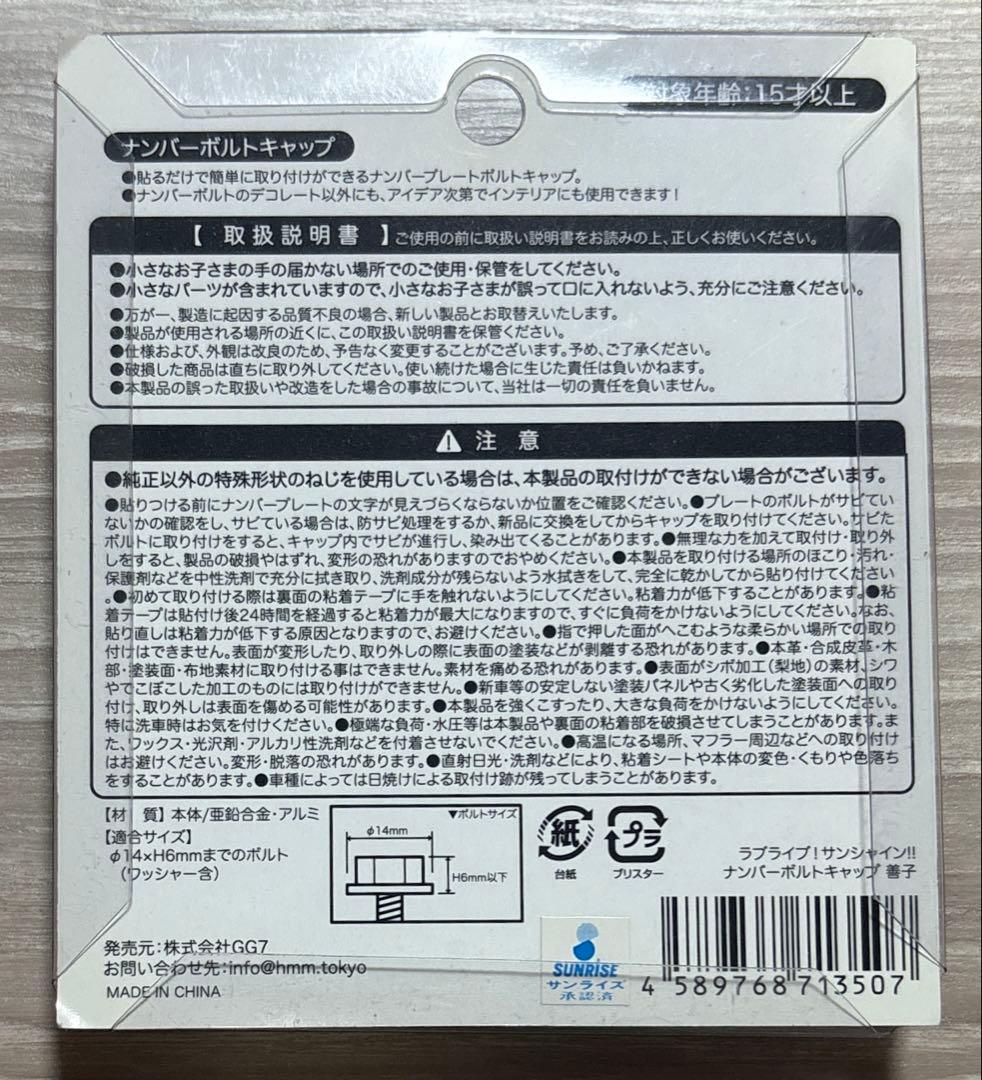 対象年齢:15才以上
ナンバーボルトキャップ
●貼るだけで簡単に取り付けができるナンバープレートボルトキャップ。
●ナンバーボルトのデコレート以外にも、アイデア次第でインテリアにも使用できます!
【 取扱説明書 】ご使用の前に取扱い説明書をお読みの上、正しくお使いください。
●小さなお子さまの手の届かない場所でのご使用・保管をしてください。
●小さなパーツが含まれていますので、小さなお子さまが誤って口に入れないよう、充分にご注意ください。
●万が一、製造に起因する品質不良の場合、新しい製品とお取替えいたします。
●製品が使用される場所の近くに、この取扱い説明書を保管ください。
●仕様および、外観は改良のため、予告なく変更することがございます。予め、ご了承ください。
●破損した商品は直ちに取り外してください。使い続けた場合に生じた責任は負いかねます。
●本製品の誤った取扱いや改造をした場合の事故について、当社は一切の責任を負いません。
注 意
●純正以外の特殊形状のねじを使用している場合は、本製品の取付けができない場合がございます。
●貼りつける前にナンバープレートの文字が見えづらくならないか位置をご確認ください。●プレートのボルトがサビてい
ないかの確認をし、サビている場合は、防サビ処理をするか、新品に交換をしてからキャップを取り付けてください。サビた
ボルトに取り付けをすると、キャップ内でサビが進行し、染み出てくることがあります。●無理な力を加えて取付け・取り外
しをすると、製品の破損やはずれ、変形の恐れがありますのでおやめください。●本製品を取り付ける場所のほこり・汚れ・
保護剤などを中性洗剤で充分に拭き取り、洗剤成分が残らないよう水拭きをして、完全に乾かしてから貼り付けてください
。●初めて取り付ける際は裏面の粘着テープに手を触れないようにしてください。粘着力が低下することがあります。●粘
着テープは貼付け後24時間を経過すると粘着力が最大になりますので、すぐに負荷をかけないようにしてください。なお、
貼り直しは粘着力が低下する原因となりますので、お避けください。●指で押した面がへこむような柔らかい場所での取り
付けはできません。表面が変形したり、取り外しの際に表面の塗装などが剥離する恐れがあります。●本革・合成皮革・木
部・塗装面・布地素材に取り付ける事はできません。素材を痛める恐れがあります。●表面がシボ加工(梨地)の素材、シワ
やでこぼこした加工のものには取り付けができません。●新車等の安定しない塗装パネルや古く劣化した塗装面への取り
付け、取り外しは表面を傷める可能性があります。●本製品を強くこすったり、大きな負荷をかけないようにしてください。
特に洗車時はお気を付けください。●極端な負荷・水圧等は本製品や裏面の粘着部を破損させてしまうことがあります。ま
た、ワックス・光沢剤・アルカリ性洗剤などを付着させないでください。●高温になる場所、マフラー周辺などへの取り付け
はお避けください。変形・脱落の恐れがあります。●直射日光・洗剤などにより、粘着シートや本体の変色・くもりや色落ち
をすることがあります。●車種によっては日焼けによる取付け跡が残ってしまうことがあります。
【材 質】本体/亜鉛合金・アルミ
【適合サイズ】
φ14×H6mmまでのボルト
(ワッシャー含)
▼ボルトサイズ
φ14mm
H6mm以下
紙
台紙
プラ
ブリスター
ラブライブ!サンシャイン!!
ナンバーボルトキャップ 善子
発売元:株式会社GG7
お問い合わせ先:info@hmm.tokyo
MADE IN CHINA
SUNRISE
サンライズ
承認済
4 589768 713507